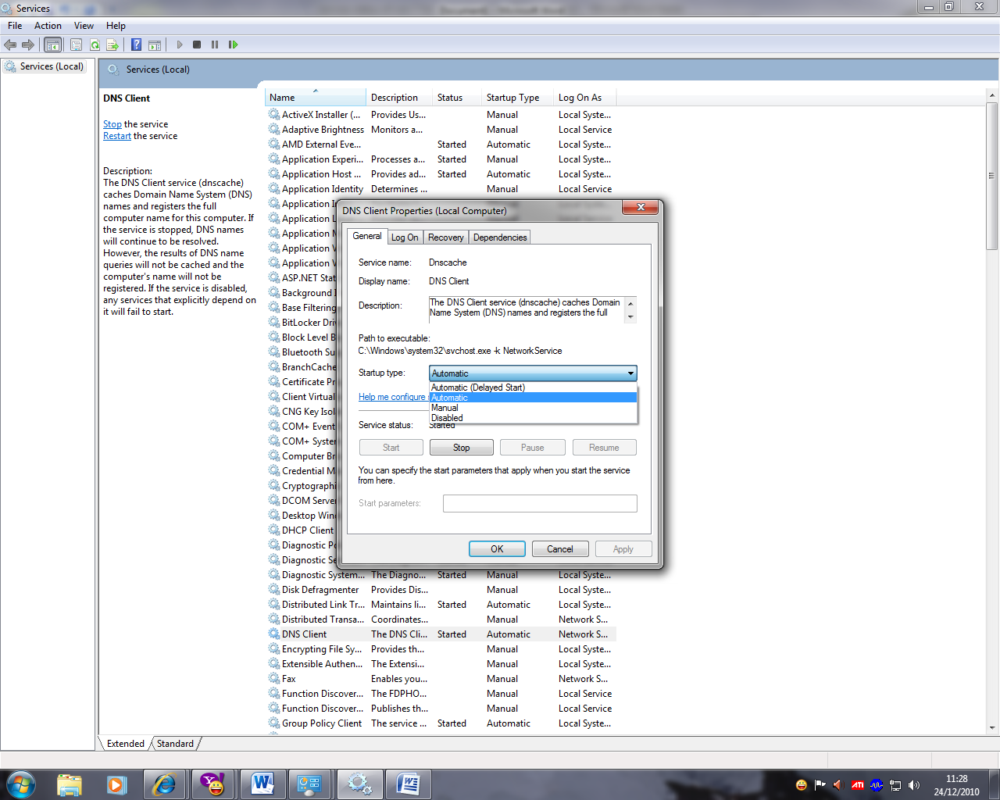 Services
File Action View Help
Services (Local)
Services (Local)
DNS Client
Stop the service
Restart the service
Description:
The DNS Client service (dnscache)
caches Domain Name System (DNS)
names and registers the full
computer name for this computer. If
the service is stopped, DNS names
will continue to be resolved.
However, the results of DNS name
queries will not be cached and the
computer's name will not be
registered. If the service is disabled,
any services that explicitly depend on
it will fail to start.
Name Description Status Startup Type Log On As
ActiveX Installer (... Provides Us... Manual Local Syste...
Adaptive Brightness Monitors a... Manual Local Service
AMD External Eve... Started Automatic Local Syste...
Application Experi... Processes a... Started Manual Local Syste...
Application Host ... Provides ad... Started Automatic Local Syste...
Application Identity Determines ... Manual Local Service
Application
Application
Application
Application
Application
ASP.NET Stat
Background
Base Filtering
BitLocker Driv
Block Level B
Bluetooth Su
BranchCache
Certificate Pr
Client Virtual
CNG Key Isol
COM+ Event
COM+ System
Computer Br
Credential M
Cryptographi
DCOM Server
Desktop Wind
DHCP Client
Diagnostic Po
Diagnostic Se
Diagnostic System... The Diagno... Started Manual Local Syste...
Disk Defragmenter Provides Dis... Manual Local Syste...
Distributed Link Tr... Maintains li... Started Automatic Local Syste...
Distributed Transa... Coordinates... Manual Network S...
DNS Client The DNS Cli... Started Automatic Network S...
Encrypting File Sy... Provides th... Manual Local Syste...
Extensible Authen... The Extensi... Manual Local Syste...
Fax Enables you... Manual Network S...
Function Discover... The FDPHO... Manual Local Service
Function Discover... Publishes th... Manual Local Service
Group Policy Client The service ... Started Automatic Local Syste...
DNS Client Properties (Local Computer)
General Log On Recovery Dependencies
Service name: Dnscache
Display name: DNS Client
Description: The DNS Client service (dnscache) caches Domain
Name System (DNS) names and registers the full
Path to executable:
C:\Windows\system32\svchost.exe -k NetworkService
Startup type: Automatic
Automatic (Delayed Start)
Help me configure Automatic
Manual
Disabled
Service status: Started
Start Stop Pause Resume
You can specify the start parameters that apply when you start the service
from here.
Start parameters:
OK Cancel Apply
Extended Standard
ATI
11:28
24/12/2010